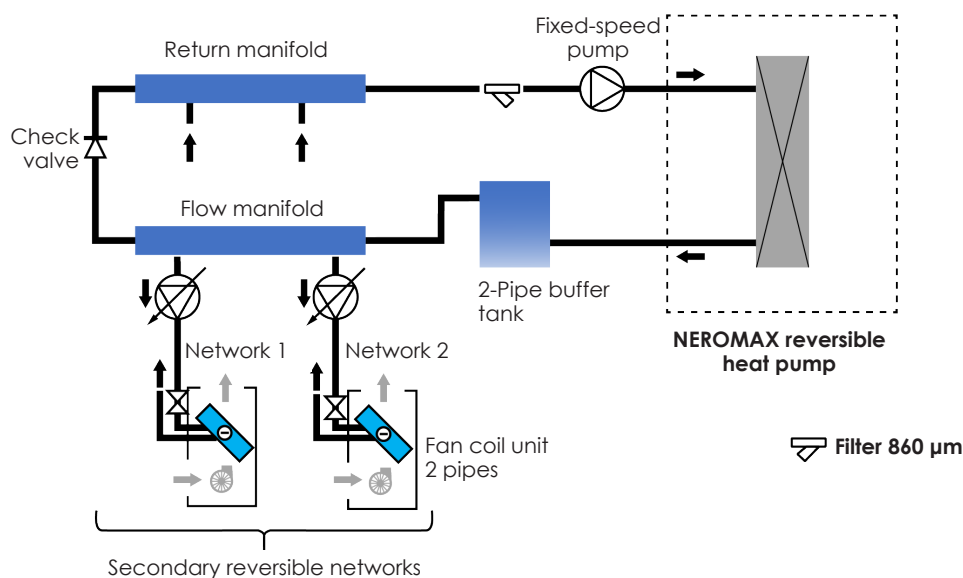 Fixed-speed
pump
Return manifold
Check
valve
Flow manifold
2-Pipe buffer
tank
NEROMAX reversible
heat pump
Network 1
Network 2
Fan coil unit
2 pipes
Filter 860 µm
Secondary reversible networks